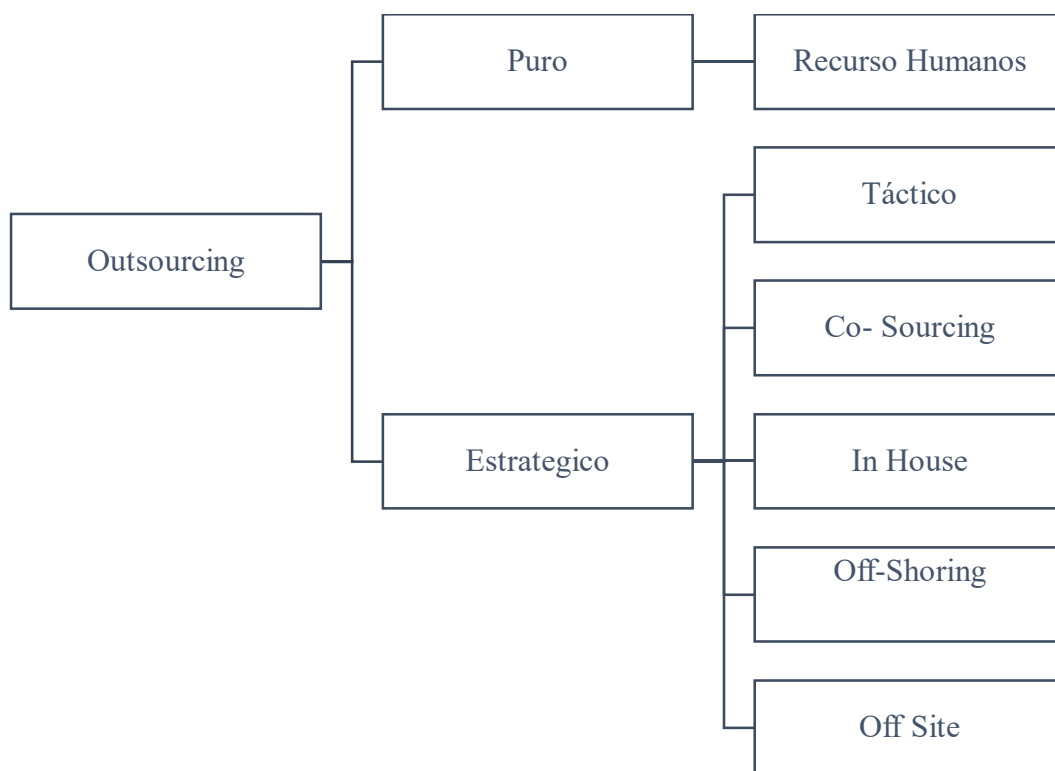 Puro
Recurso Humanos
Táctico
Outsourcing
Co- Sourcing
Estrategico
In House
Off-Shoring
Off Site